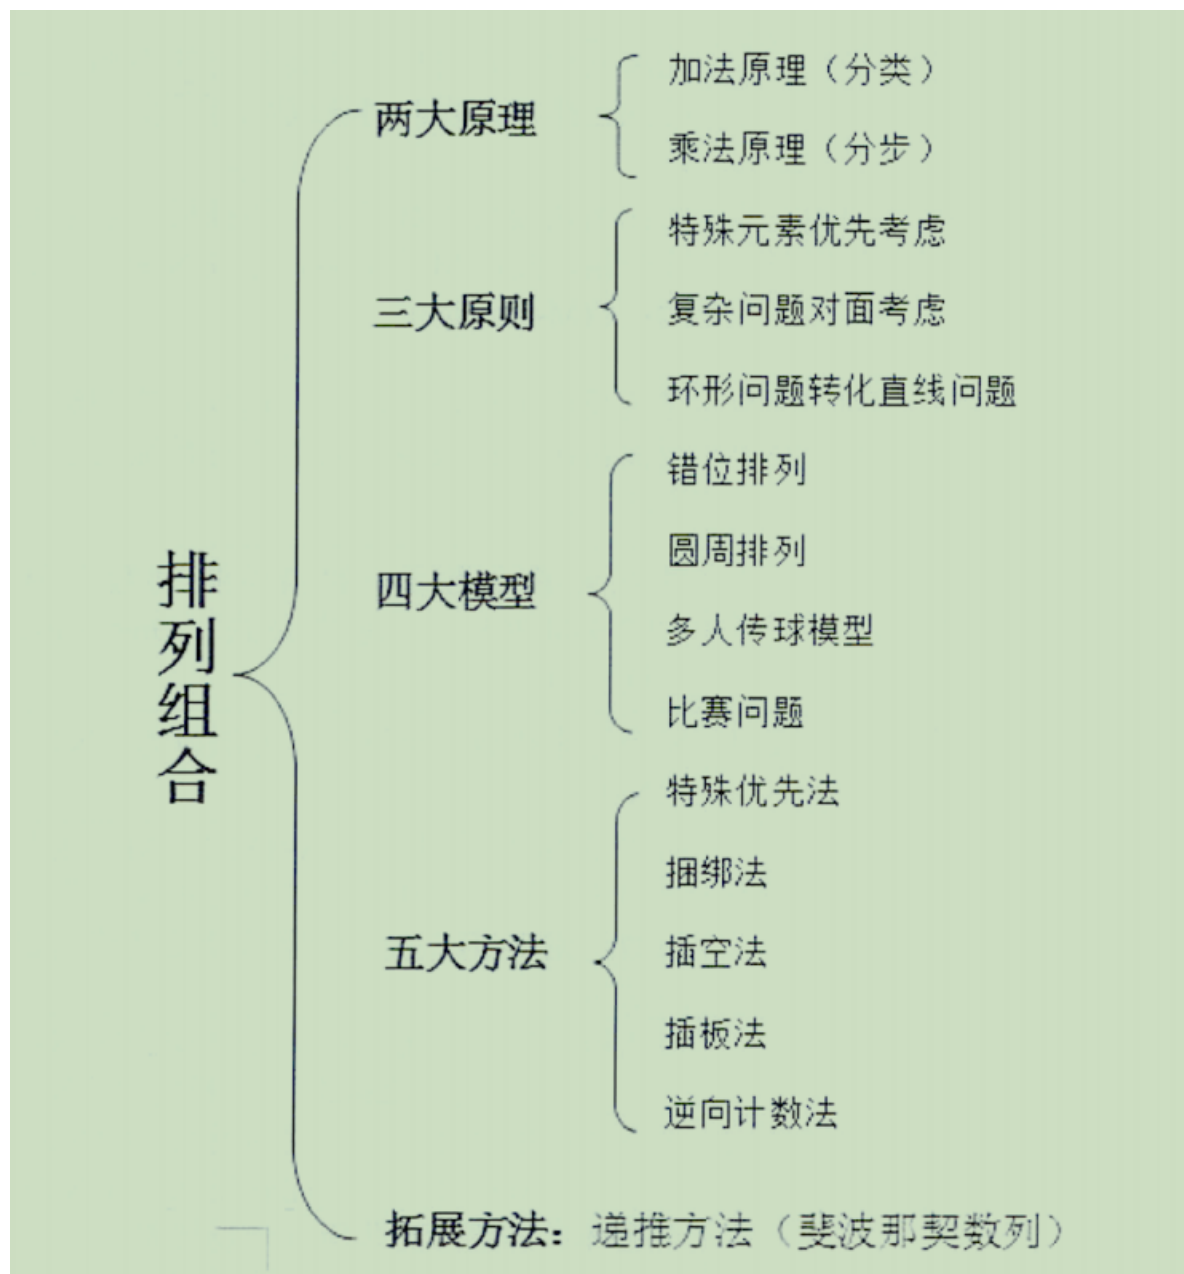 排列组合
两大原理
加法原理（分类）
乘法原理（分步）
三大原则
特殊元素优先考虑
复杂问题对面考虑
环形问题转化直线问题
四大模型
错位排列
圆周排列
多人传球模型
比赛问题
五大方法
特殊优先法
捆绑法
插空法
插板法
逆向计数法
拓展方法：递推方法（斐波那契数列）